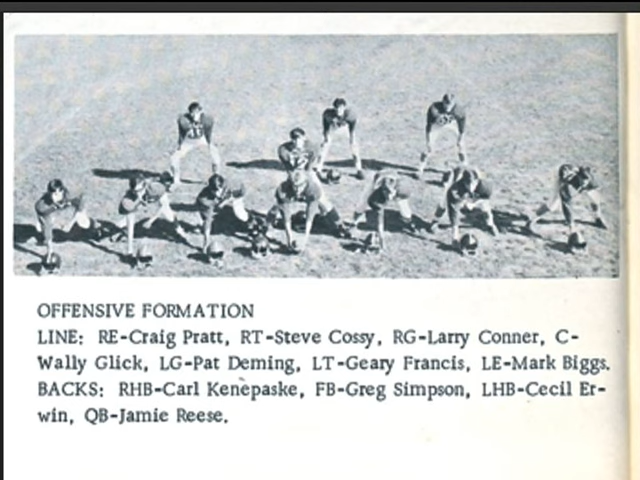 OFFENSIVE FORMATION
LINE: RE-Craig Pratt, RT-Steve Cossy, RG-Larry Conner, C-
Wally Glick, LG-Pat Deming, LT-Geary Francis, LE-Mark Biggs.
BACKS: RHB-Carl Kenepaske, FB-Greg Simpson, LHB-Cecil Er-
win, QB-Jamie Reese.